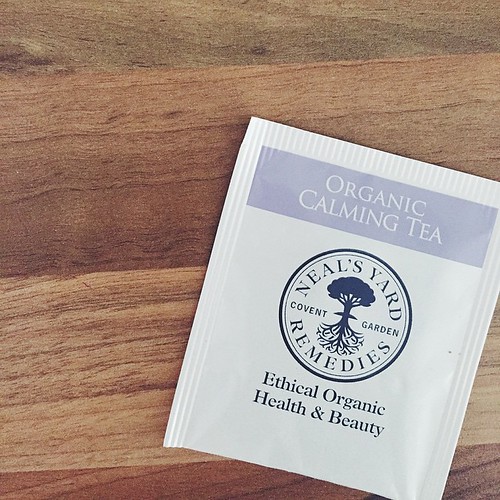 ORGANIC
CALMING TEA
NEAL'S YARD
COVENT GARDEN
REMEDIES
Ethical Organic
Health & Beauty